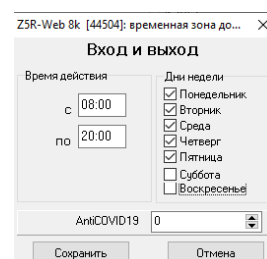 Z5R-Web 8k [44504]: временная зона до...
Вход и выход
Время действия
с 08:00
по 20:00
Дни недели
Понедельник
Вторник
Среда
Четверг
Пятница
Суббота
Воскресенье
AntiCOVID19 0
Сохранить Отмена